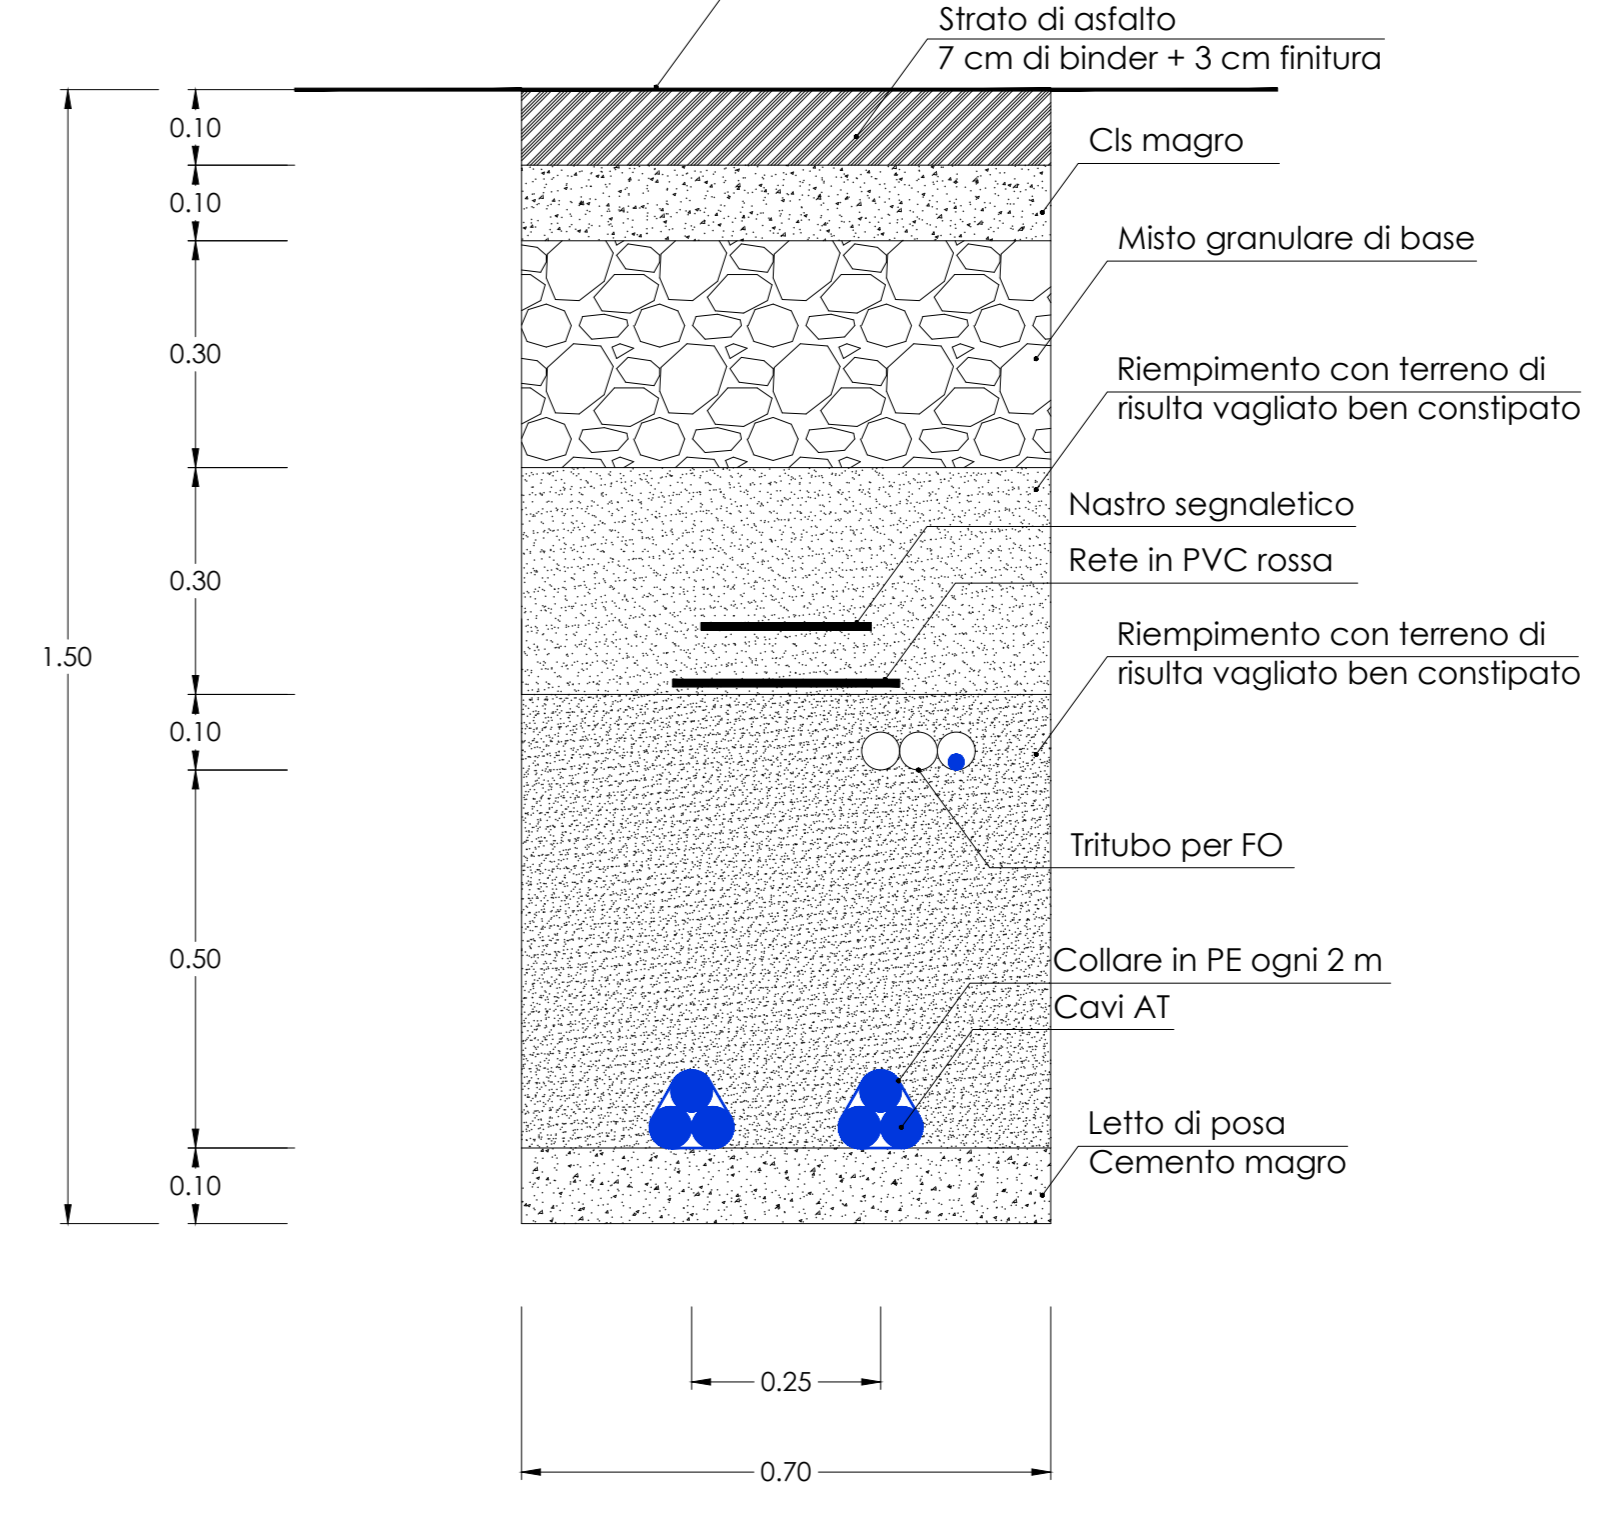 Strato di asfalto
7 cm di binder + 3 cm finitura
0.10
Cls magro
0.10
Misto granulare di base
0.30
Riempimento con terreno di
risulta vagliato ben constipato
Nastro segnaletico
Rete in PVC rossa
0.30
Riempimento con terreno di
risulta vagliato ben constipato
1.50
0.10
Tritubo per FO
0.50
Collare in PE ogni 2 m
Cavi AT
Letto di posa
Cemento magro
0.10
0.25
0.70